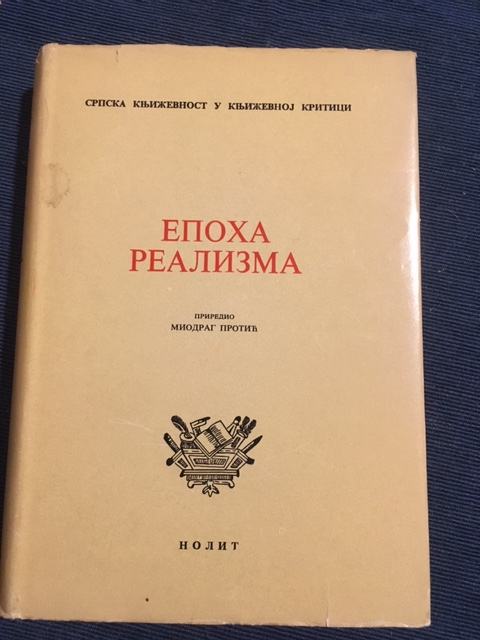 СРПСКА КЊИЖЕВНОСТ У КЊИЖЕВНОЈ КРИТИЦИ
ЕПОХА
РЕАЛИЗМА
ПРИРЕДИО
МИОДРАГ ПРОТИЋ
НОЛИТ